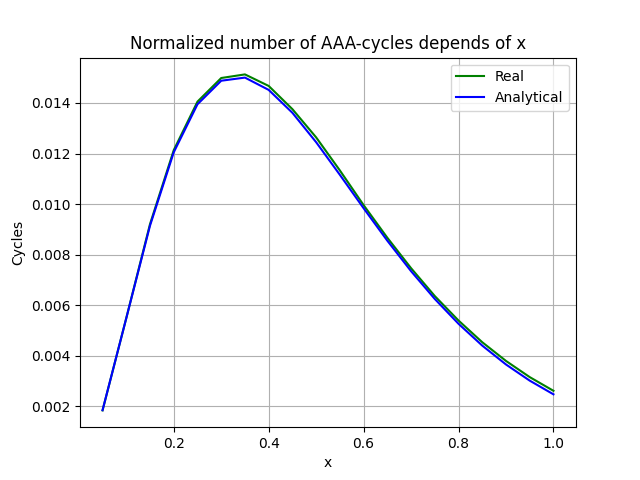 Normalized number of AAA-cycles depends of x
Real
Analytical
Cycles
0.014
0.012
0.010
0.008
0.006
0.004
0.002
0.2 0.4 0.6 0.8 1.0
x